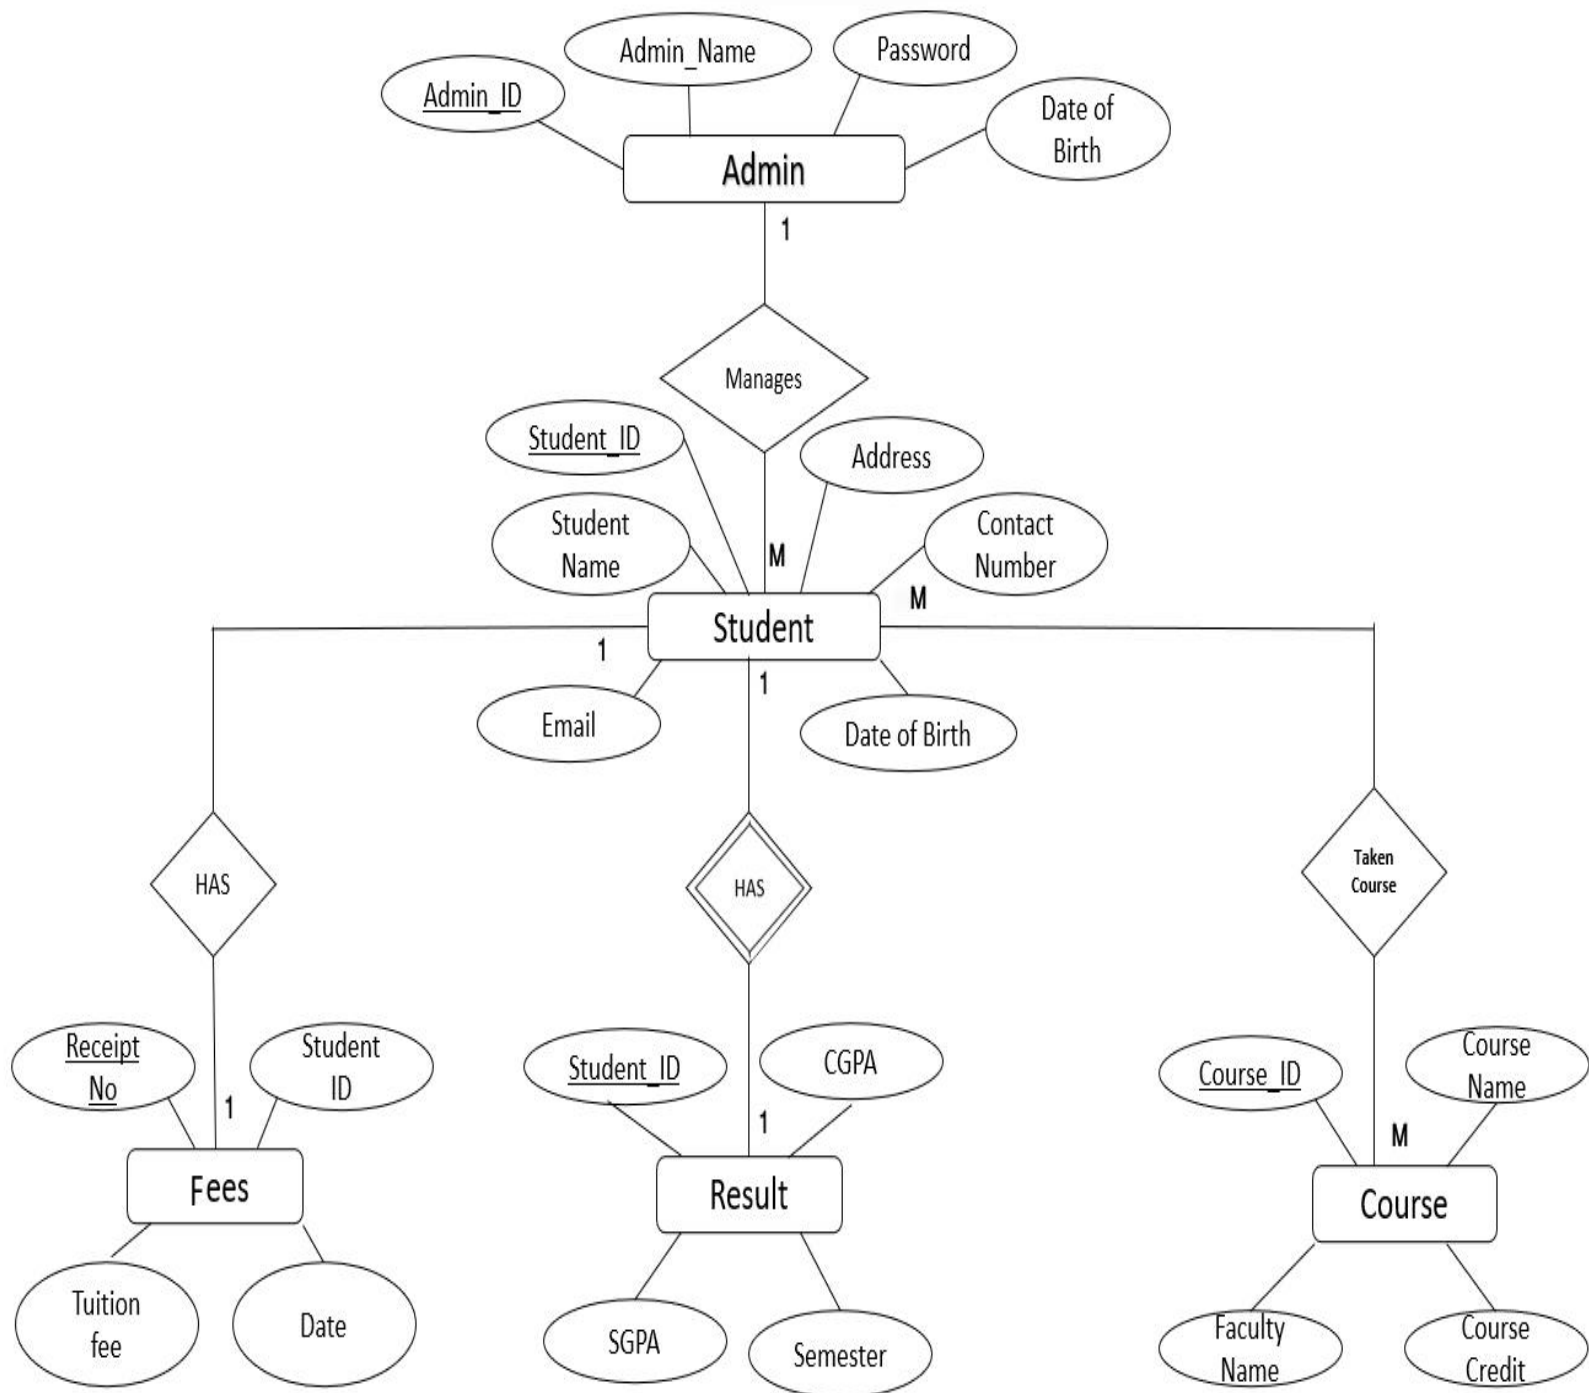 Admin_ID
Admin_Name
Password
Date of
Birth
Admin
1
Manages
Student_ID
Address
Student
Name
Contact
Number
M
M
Student
1
1
Email
Date of Birth
HAS
HAS
Taken
Course
Receipt
No
Student
ID
1
Student_ID
CGPA
1
Course_ID
Course
Name
M
Fees
Result
Course
Tuition
fee
Date
SGPA
Semester
Faculty
Name
Course
Credit